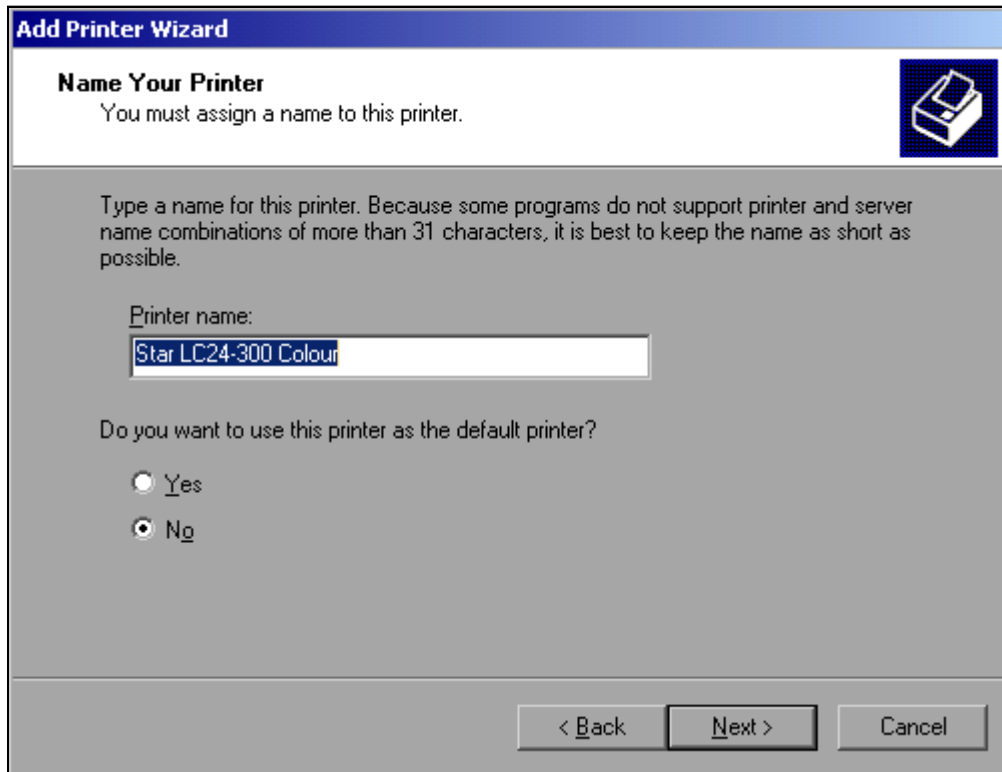 Add Printer Wizard
Name Your Printer
You must assign a name to this printer.
Type a name for this printer. Because some programs do not support printer and server
name combinations of more than 31 characters, it is best to keep the name as short as
possible.
Printer name:
Star LC24-300 Colour
Do you want to use this printer as the default printer?
Yes
No
< Back Next > Cancel